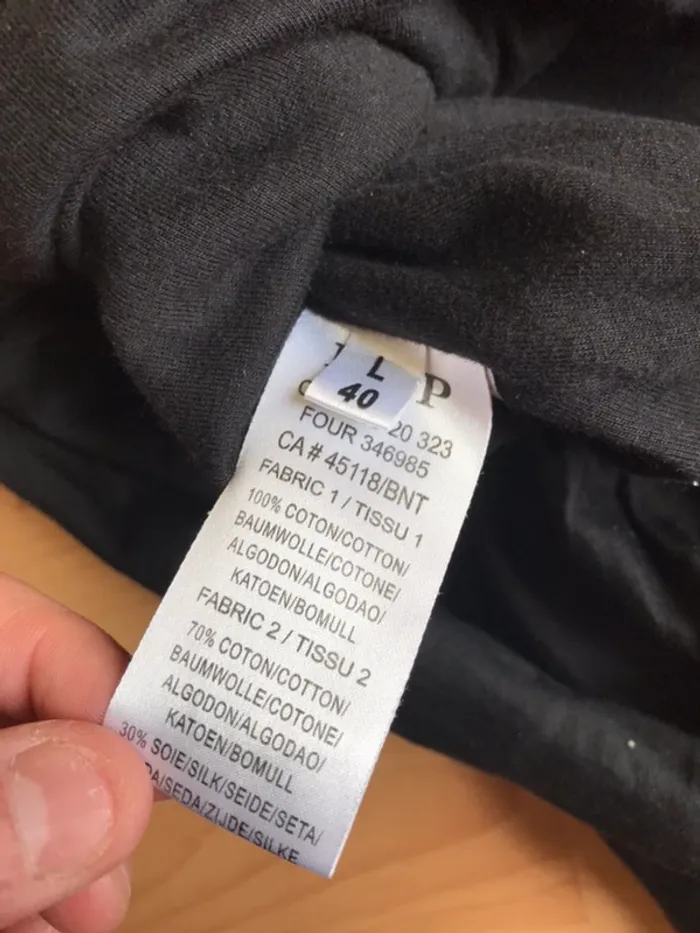 L
40
P
20 323
FOUR 346985
CA # 45118/BNT
FABRIC 1 / TISSU 1
100% COTON/COTTON/
BAUMWOLLE/COTONE/
ALGODON/ALGODAO/
KATOEN/BOMULL
FABRIC 2 / TISSU 2
70% COTON/COTTON/
BAUMWOLLE/COTONE/
ALGODON/ALGODAO/
KATOEN/BOMULL
30% SOIE/SILK/SEIDE/SETA/
/SEDA/ZIJDE/SILKE